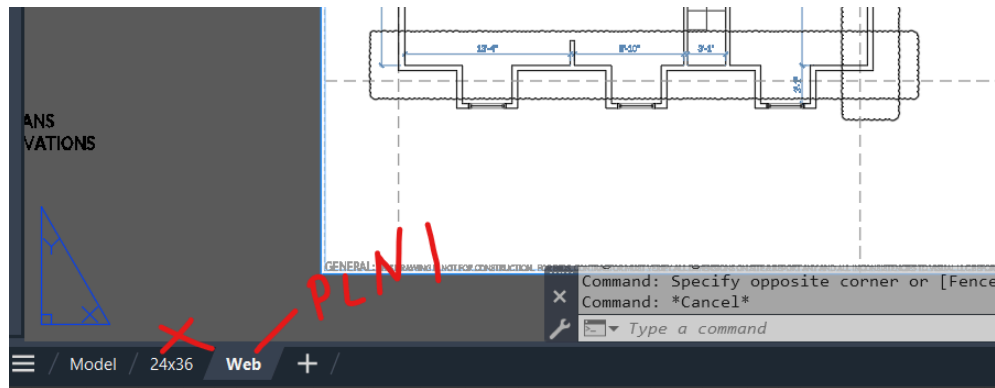 13'-4"
8'-10"
3'-1"
3'-2"
ANS
VATIONS
PLN1
GENERAL:
Command: Specify opposite corner or [Fence
Command: *Cancel*
Type a command
Model / 24x36 Web + /